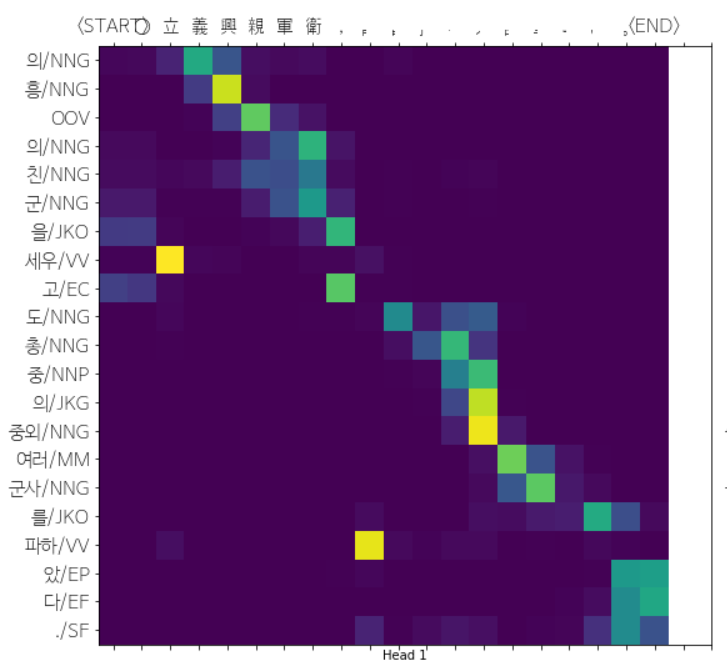 〈START〉 立 義 興 親 軍 衛 〈END〉
의/NNG
흥/NNG
OOV
의/NNG
친/NNG
군/NNG
을/JKO
세우/VV
고/EC
도/NNG
총/NNG
중/NNP
의/JKG
중외/NNG
여러/MM
군사/NNG
를/JKO
파하/VV
았/EP
다/EF
./SF
Head 1